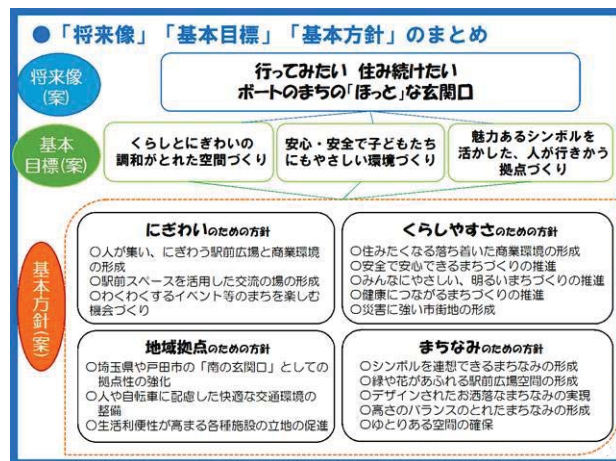 ●「将来像」「基本目標」「基本方針」のまとめ
将来像
(案)
行ってみたい 住み続けたい
ボートのまちの「ほっと」な玄関口
基本
目標(案)
くらしとにぎわいの
調和がとれた空間づくり
安心・安全で子どもたち
にもやさしい環境づくり
魅力あるシンボルを
活かした、人が行きかう
拠点づくり
基本方針(案)
にぎわいのための方針
○人が集い、にぎわう駅前広場と商業環境
の形成
○駅前スペースを活用した交流の場の形成
○わくわくするイベント等のまちを楽しむ
機会づくり
くらしやすさのための方針
○住みたくなる落ち着いた商業環境の形成
○安全で安心できるまちづくりの推進
○みんなにやさしい、明るいまちづくりの推進
○健康につながるまちづくりの推進
○災害に強い市街地の形成
地域拠点のための方針
○埼玉県や戸田市の「南の玄関口」としての
拠点性の強化
○人や自転車に配慮した快適な交通環境の
整備
○生活利便性が高まる各種施設の立地の促進
まちなみのための方針
○シンボルを連想できるまちなみの形成
○緑や花があふれる駅前広場空間の形成
○デザインされたお洒落なまちなみの実現
○高さのバランスのとれたまちなみの形成
○ゆとりある空間の確保